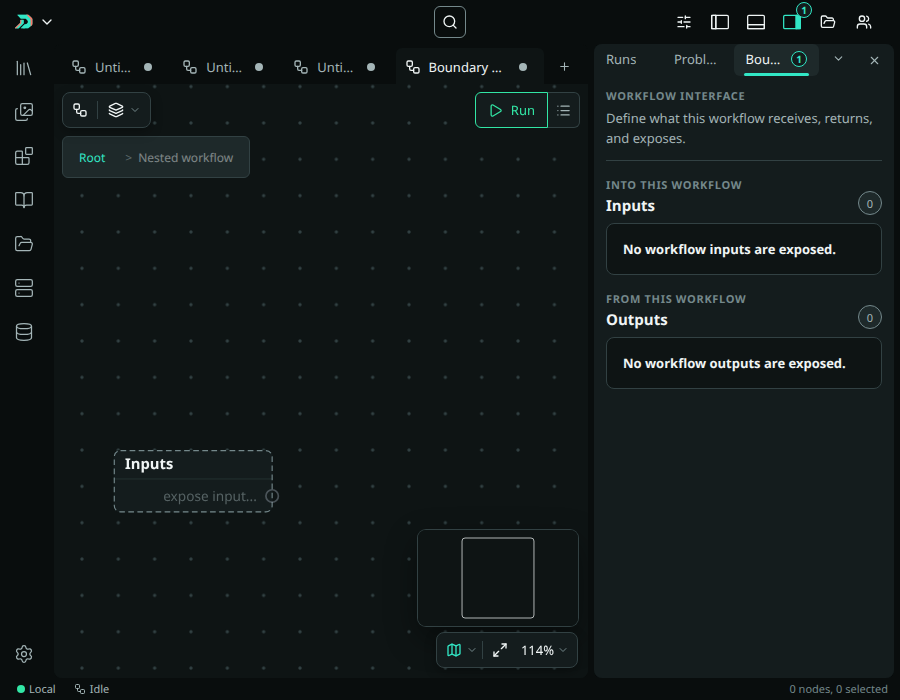 1
Unti...
Unti...
Unti...
Boundary ...
Runs
Probl...
Bou...
1
Run
Root > Nested workflow
WORKFLOW INTERFACE
Define what this workflow receives, returns,
and exposes.
INTO THIS WORKFLOW
Inputs
0
No workflow inputs are exposed.
FROM THIS WORKFLOW
Outputs
0
No workflow outputs are exposed.
Inputs
expose input...
114%
Local
Idle
0 nodes, 0 selected